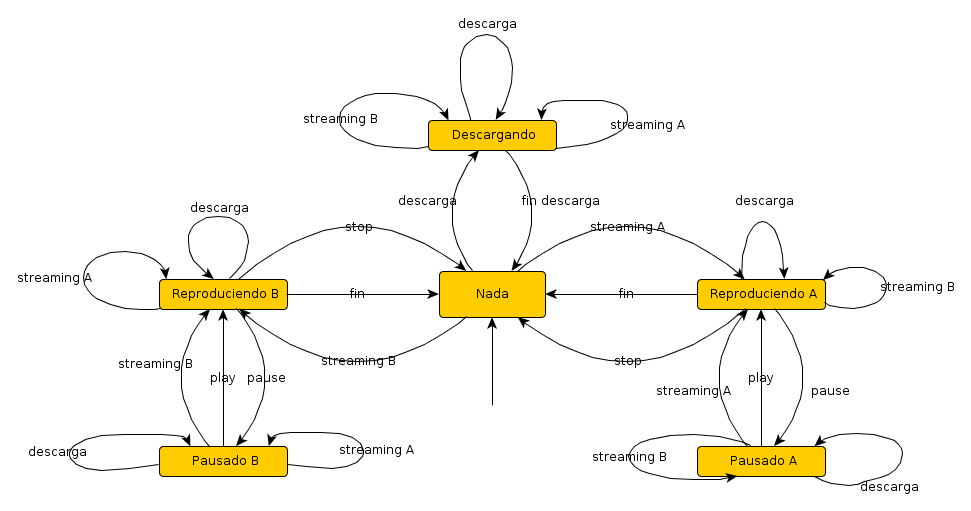 descarga
streaming B
streaming A
Descargando
descarga
fin descarga
descarga
descarga
stop
streaming A
streaming A
streaming B
Reproduciendo B
fin
Nada
fin
Reproduciendo A
streaming B
streaming B
stop
streaming B
play
pause
streaming A
play
pause
descarga
Pausado B
streaming A
streaming B
Pausado A
descarga